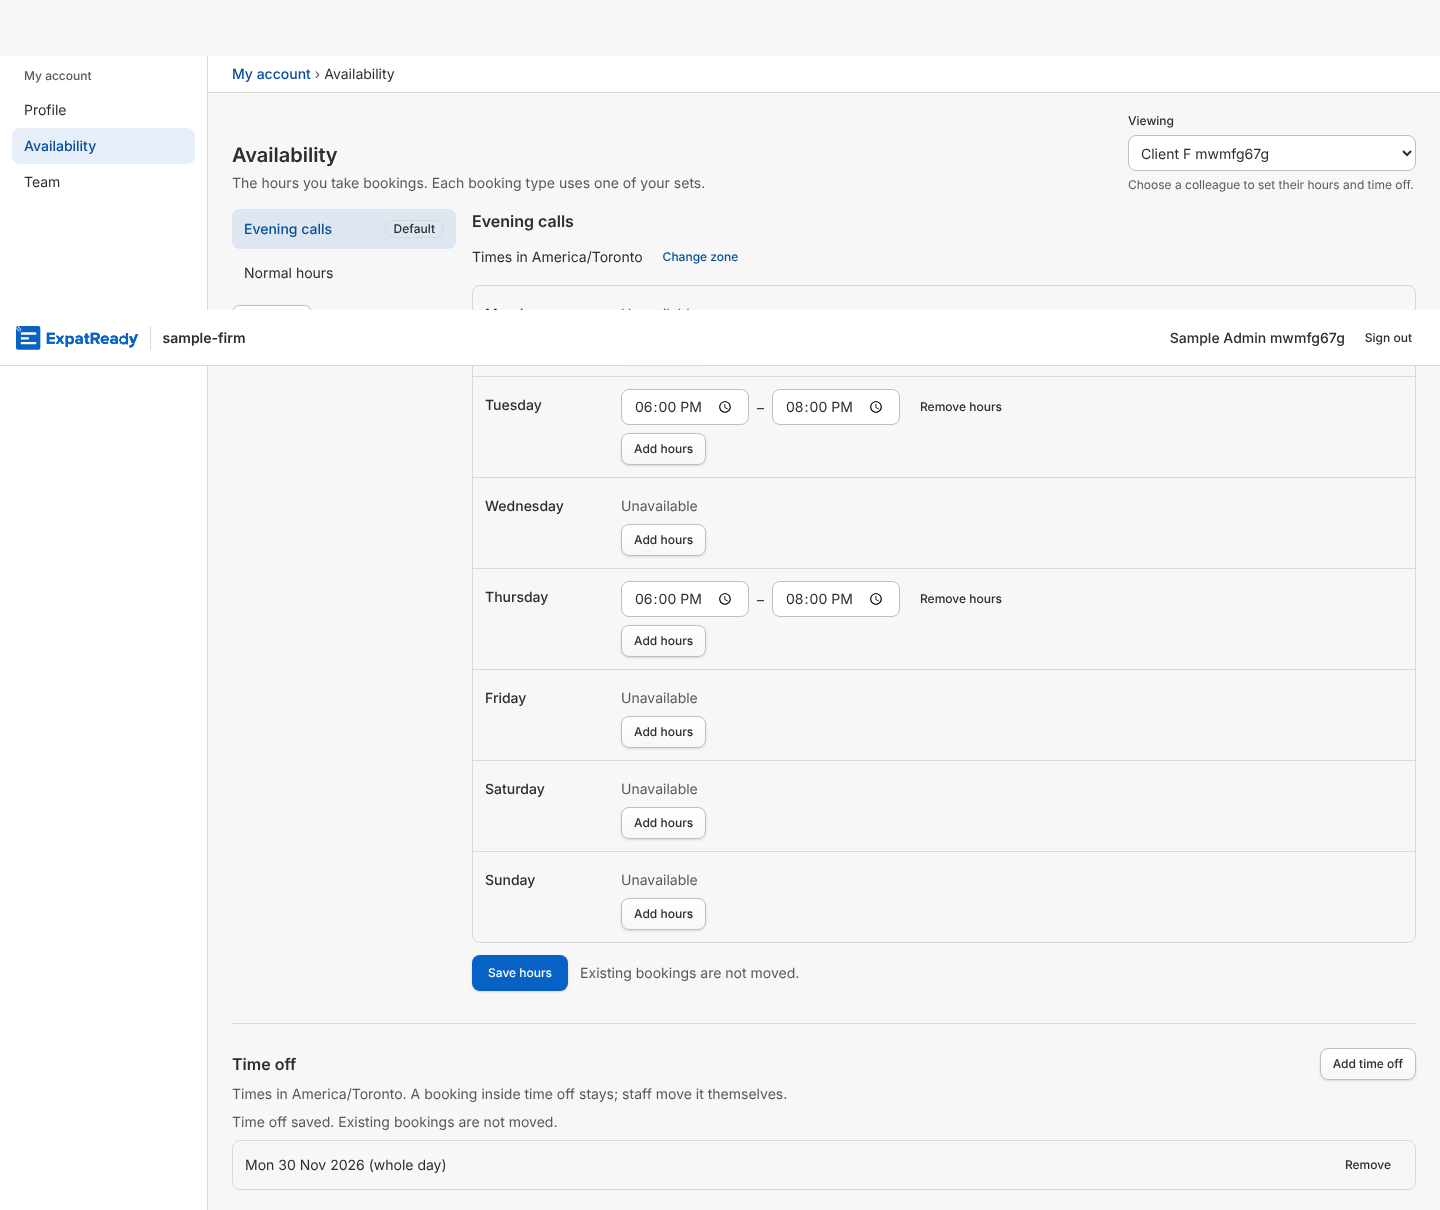 My account
Profile
Availability
Team
My account › Availability
Availability
The hours you take bookings. Each booking type uses one of your sets.
Viewing
Client F mwmfg67g
Choose a colleague to set their hours and time off.
Evening calls Default
Normal hours
Evening calls
Times in America/Toronto Change zone
ExpatReady sample-firm
Sample Admin mwmfg67g Sign out
Tuesday 06:00 PM – 08:00 PM Remove hours
Add hours
Wednesday Unavailable
Add hours
Thursday 06:00 PM – 08:00 PM Remove hours
Add hours
Friday Unavailable
Add hours
Saturday Unavailable
Add hours
Sunday Unavailable
Add hours
Save hours Existing bookings are not moved.
Time off
Add time off
Times in America/Toronto. A booking inside time off stays; staff move it themselves.
Time off saved. Existing bookings are not moved.
Mon 30 Nov 2026 (whole day) Remove